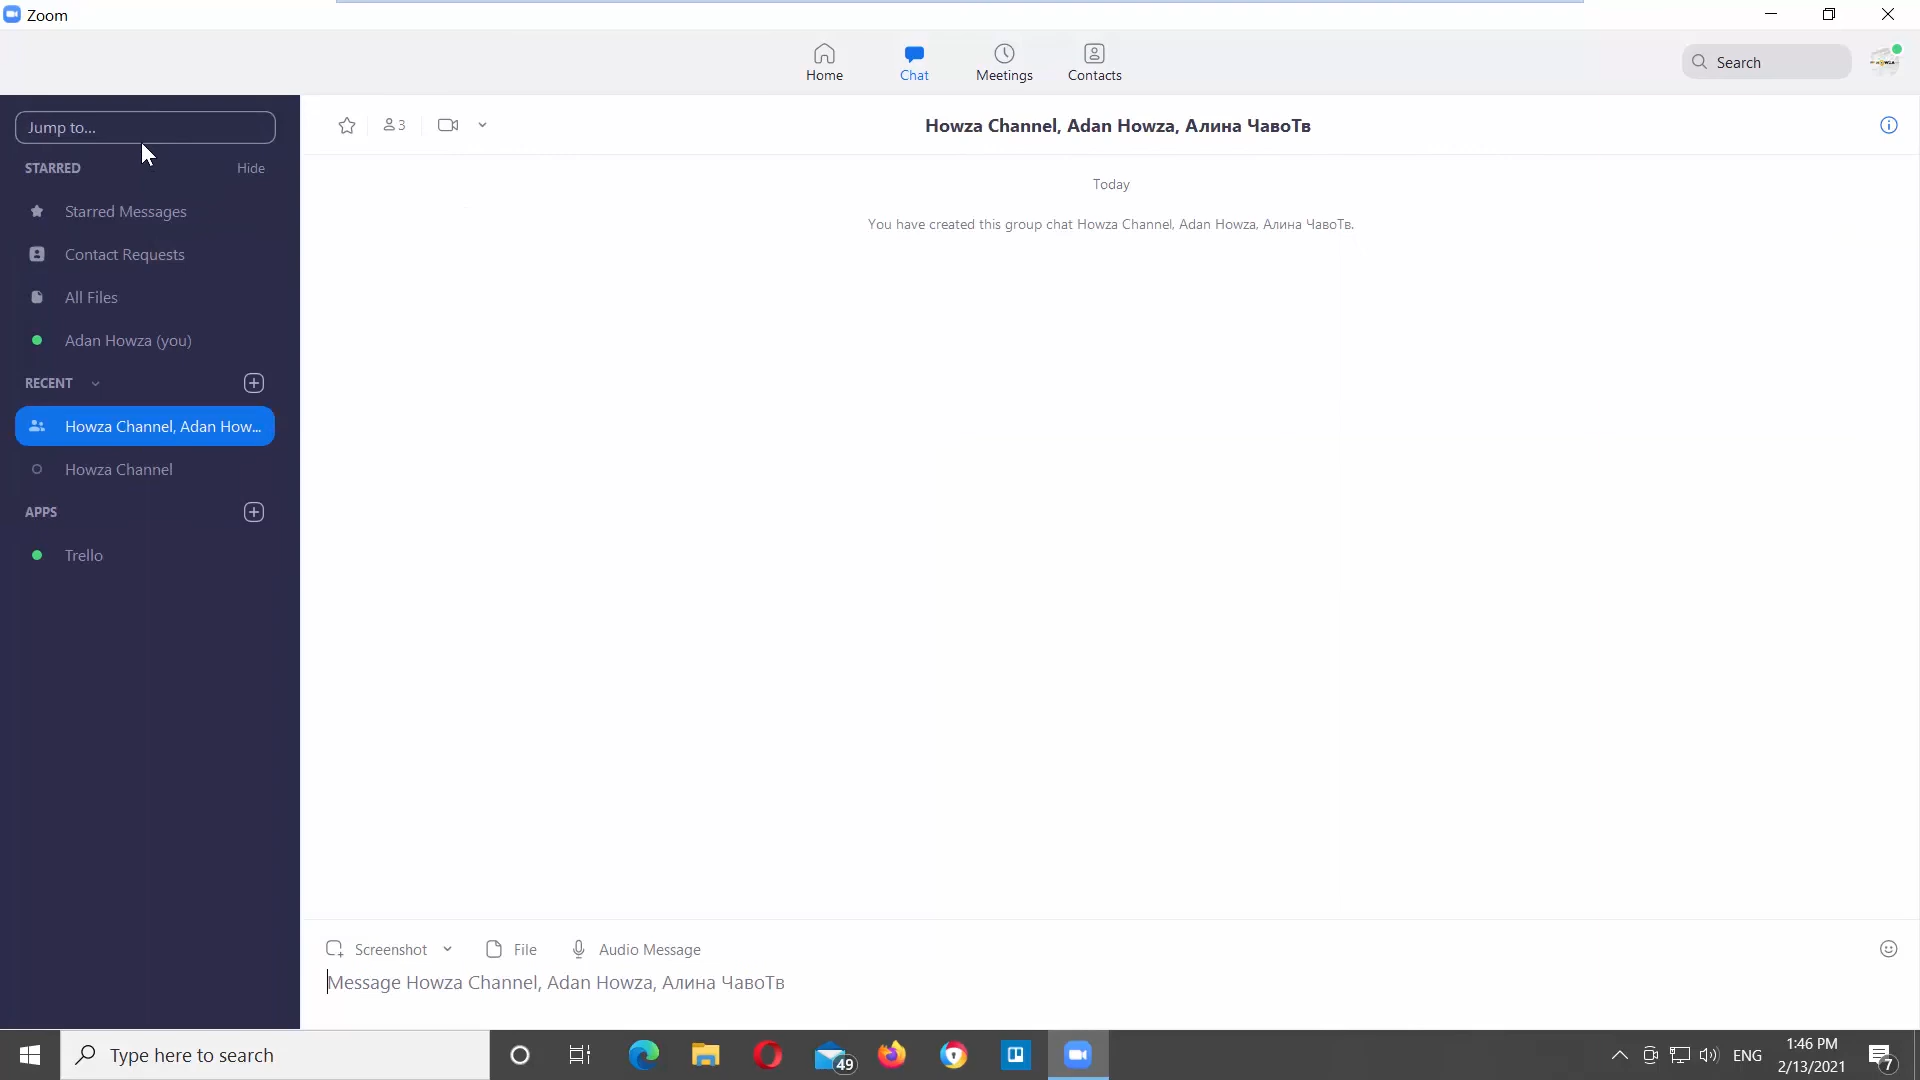 Zoom
Home
Chat
Meetings
Contacts
Search
Jump to...
STARRED
Hide
Starred Messages
Contact Requests
All Files
Adan Howza (you)
RECENT
Howza Channel, Adan How...
Howza Channel
APPS
Trello
3
Howza Channel, Adan Howza, Алина ЧавоТв
Today
You have created this group chat Howza Channel, Adan Howza, Алина ЧавоТв.
Screenshot
File
Audio Message
Message Howza Channel, Adan Howza, Алина ЧавоТв
Type here to search
49
ENG
1:46 PM
2/13/2021
7